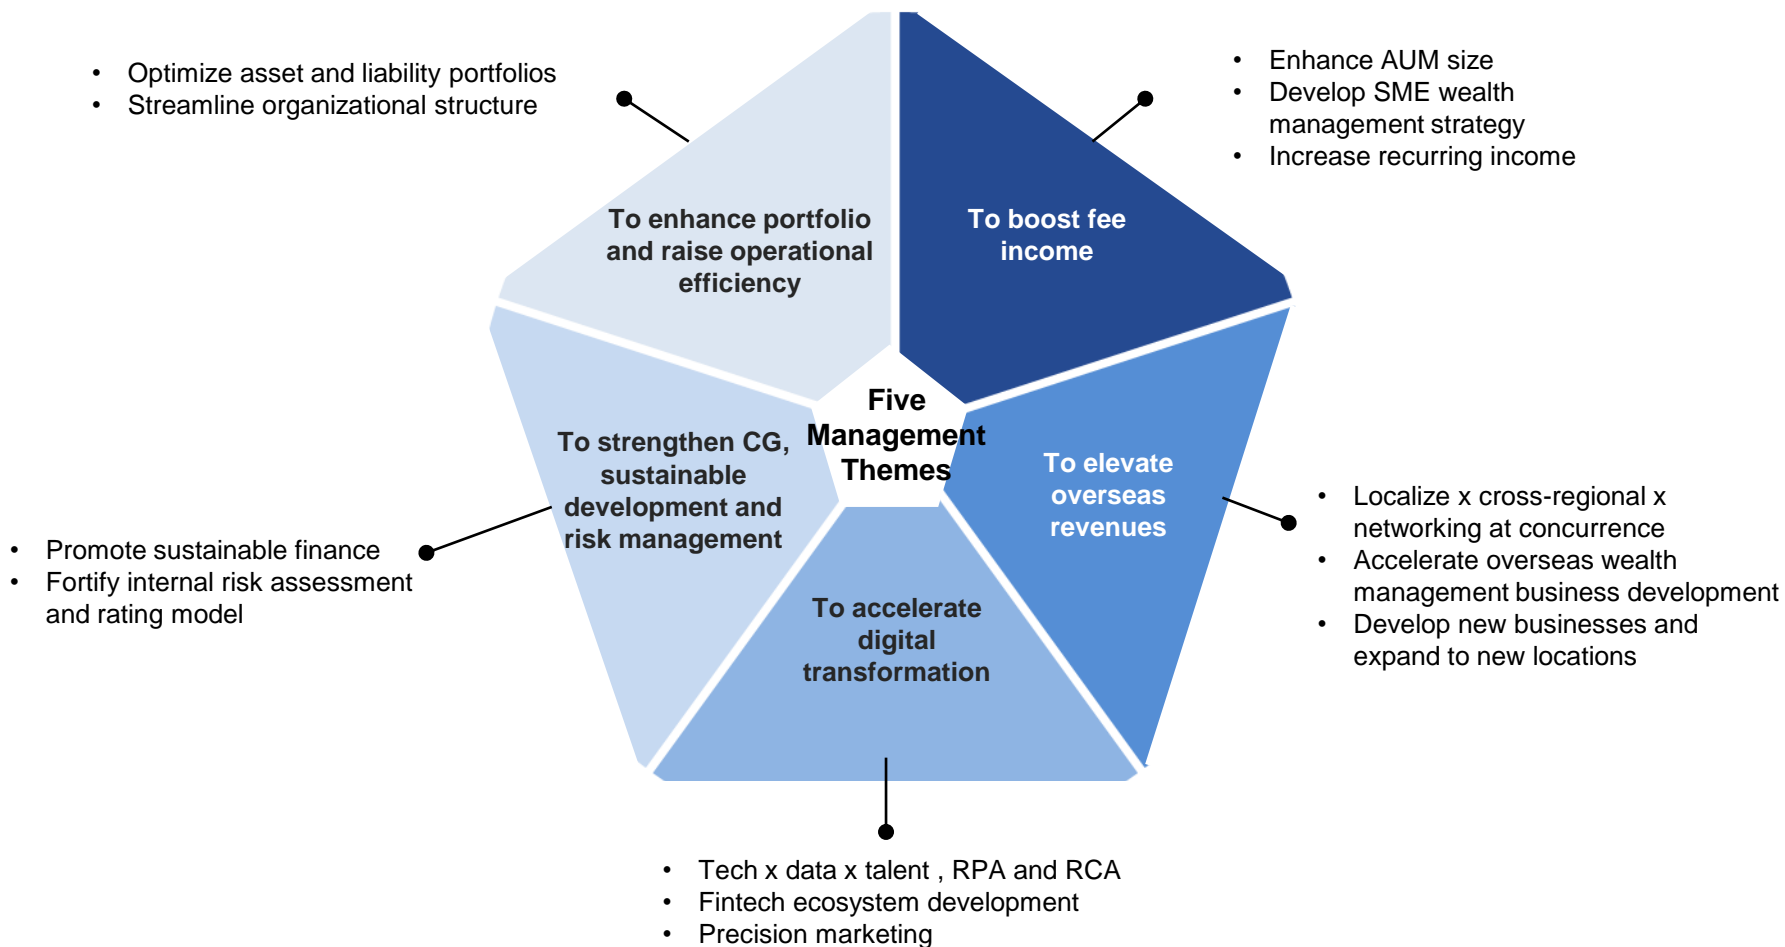 • Optimize asset and liability portfolios
• Streamline organizational structure
• Enhance AUM size
• Develop SME wealth
management strategy
• Increase recurring income
To enhance portfolio
and raise operational
efficiency
To boost fee
income
Five
Management
Themes
To strengthen CG,
sustainable
development and
risk management
To elevate
overseas
revenues
• Promote sustainable finance
• Fortify internal risk assessment
and rating model
• Localize x cross-regional x
networking at concurrence
• Accelerate overseas wealth
management business development
• Develop new businesses and
expand to new locations
To accelerate
digital
transformation
• Tech x data x talent , RPA and RCA
• Fintech ecosystem development
• Precision marketing